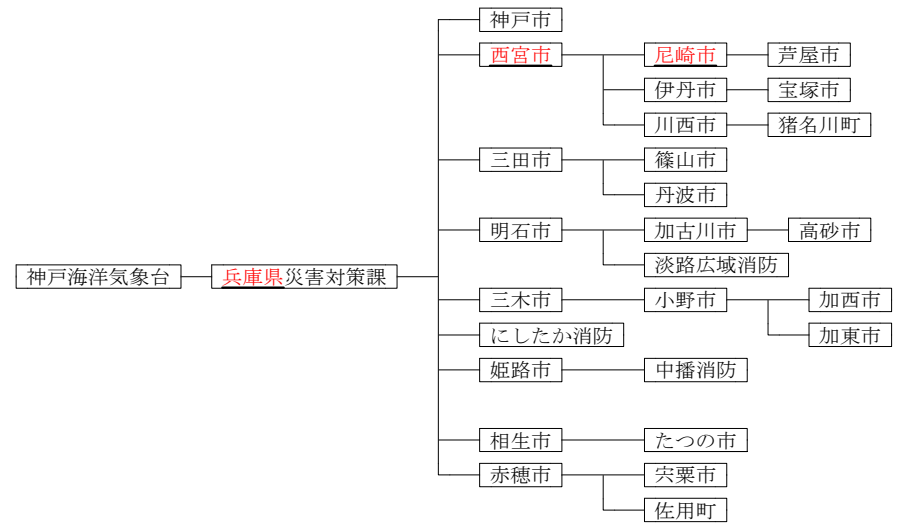 神戸市
西宮市 尼崎市 芦屋市
伊丹市 宝塚市
川西市 猪名川町
三田市 篠山市
丹波市
明石市 加古川市 高砂市
淡路広域消防
神戸海洋気象台 兵庫県災害対策課
三木市 小野市 加西市
にしたか消防 加東市
姫路市 中播消防
相生市 たつの市
赤穂市 宍粟市
佐用町